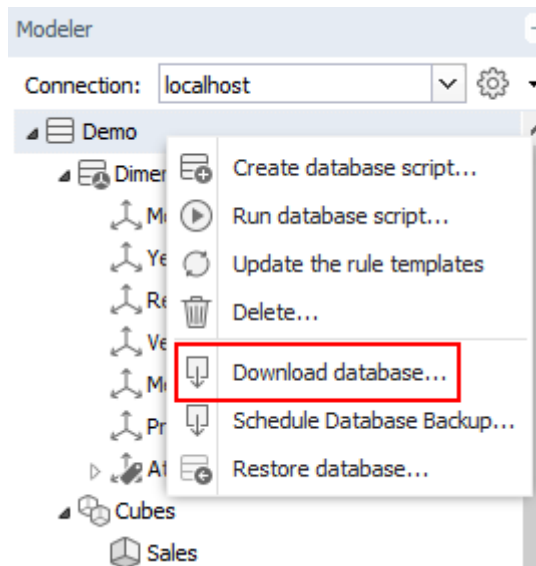 Modeler
Connection: localhost
Demo
Create database script...
Run database script...
Update the rule templates
Delete...
Download database...
Schedule Database Backup...
Restore database...
Cubes
Sales